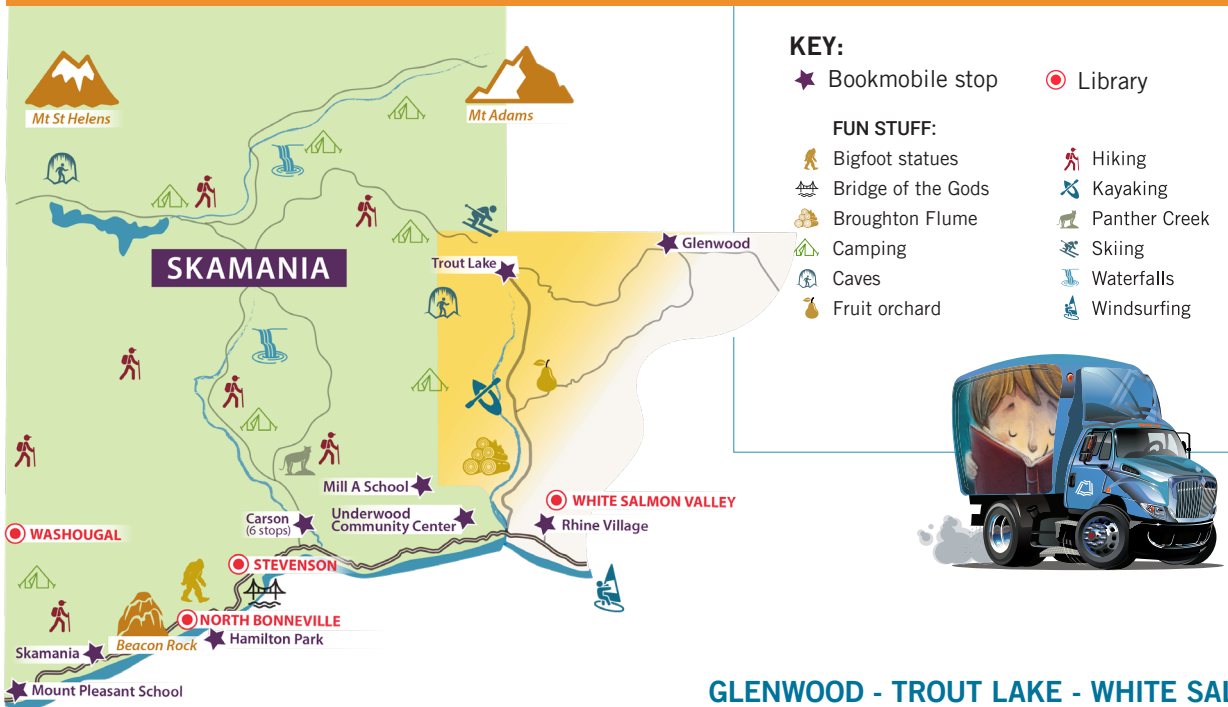 KEY:
Bookmobile stop
Library
FUN STUFF:
Bigfoot statues
Bridge of the Gods
Broughton Flume
Camping
Caves
Fruit orchard
Hiking
Kayaking
Panther Creek
Skiing
Waterfalls
Windsurfing
Mt St Helens
Mt Adams
SKAMANIA
Trout Lake
Glenwood
Mill A School
Carson
(6 stops)
Underwood
Community Center
WHITE SALMON VALLEY
Rhine Village
WASHOUGAL
STEVENSON
NORTH BONNEVILLE
Hamilton Park
Beacon Rock
Skamania
Mount Pleasant School
GLENWOOD - TROUT LAKE - WHITE SAL